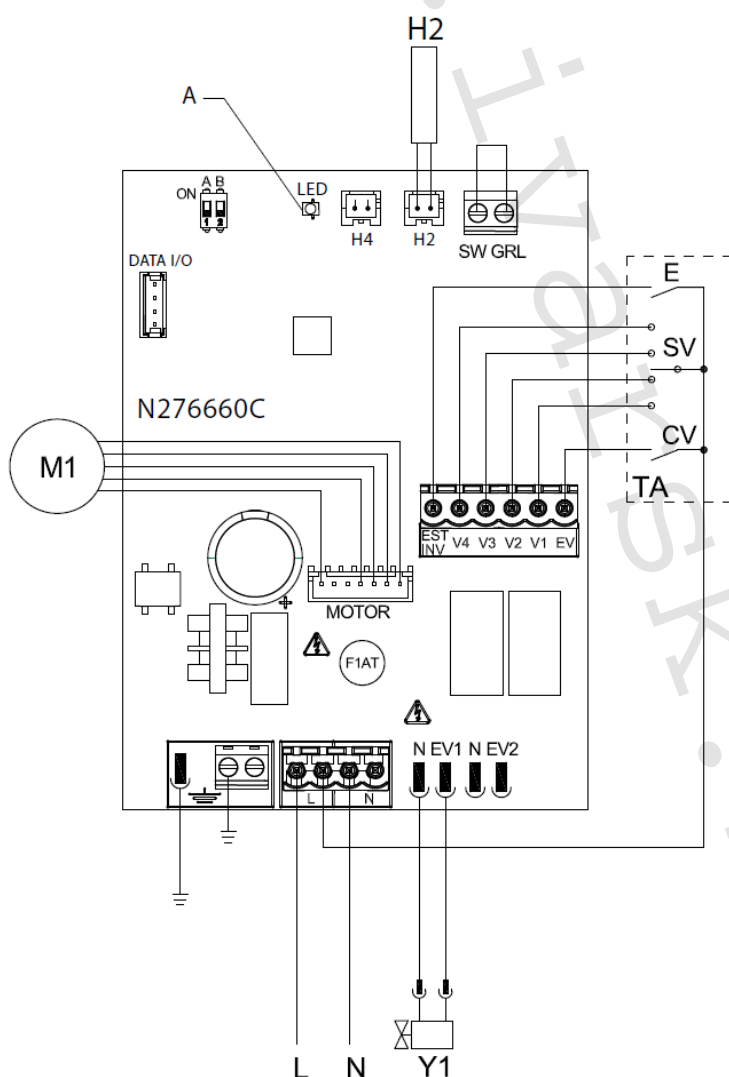 H2
A
A B
ON
1 2
LED
H4
H2
SW GRL
DATA I/O
E
SV
CV
TA
N276660C
M1
EST INV V4 V3 V2 V1 EV
MOTOR
+
F1AT
N EV1 N EV2
L N
L N Y1
ivarsk.